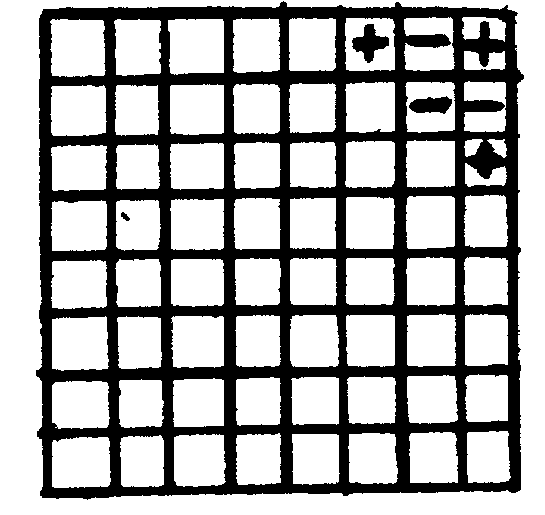 + − +
− −
+